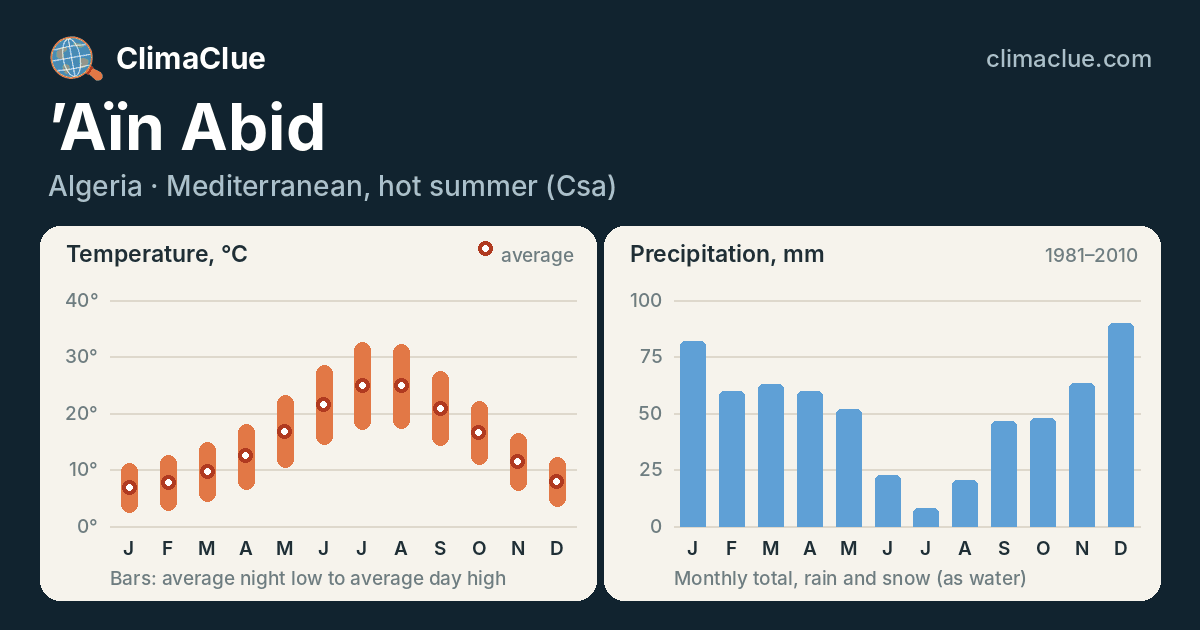 ClimaClue
climaclue.com
’Aïn Abid
Algeria · Mediterranean, hot summer (Csa)
Temperature, °C
average
40°
30°
20°
10°
0°
J F M A M J J A S O N D
Bars: average night low to average day high
Precipitation, mm
1981–2010
100
75
50
25
0
J F M A M J J A S O N D
Monthly total, rain and snow (as water)